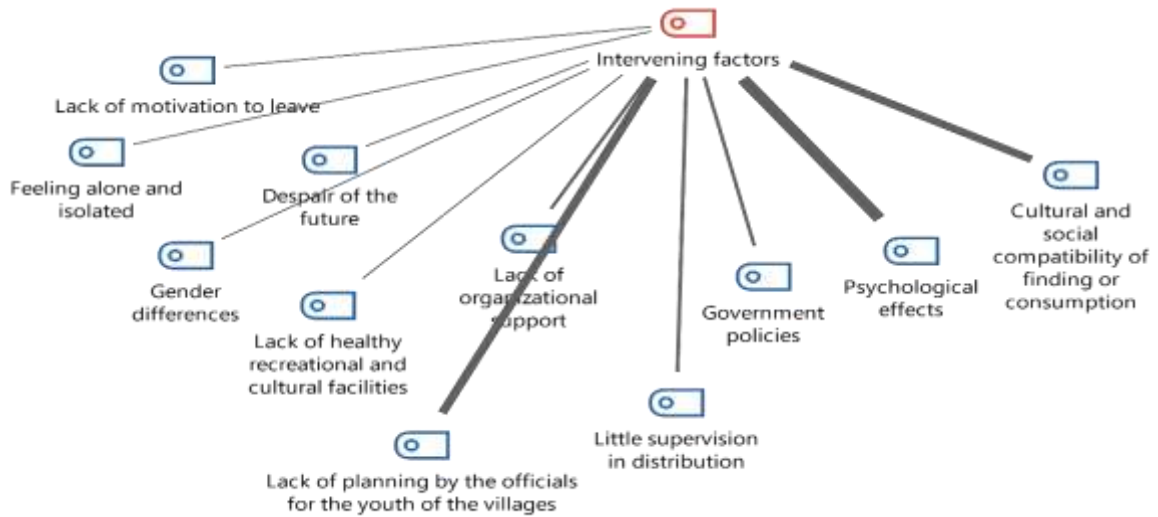 Intervening factors
Lack of motivation to leave
Feeling alone and
isolated
Despair of the
future
Gender
differences
Lack of healthy
recreational and
cultural facilities
Lack of
organizational
support
Government
policies
Psychological
effects
Cultural and
social
compatibility of
finding or
consumption
Little supervision
in distribution
Lack of planning by the officials
for the youth of the villages